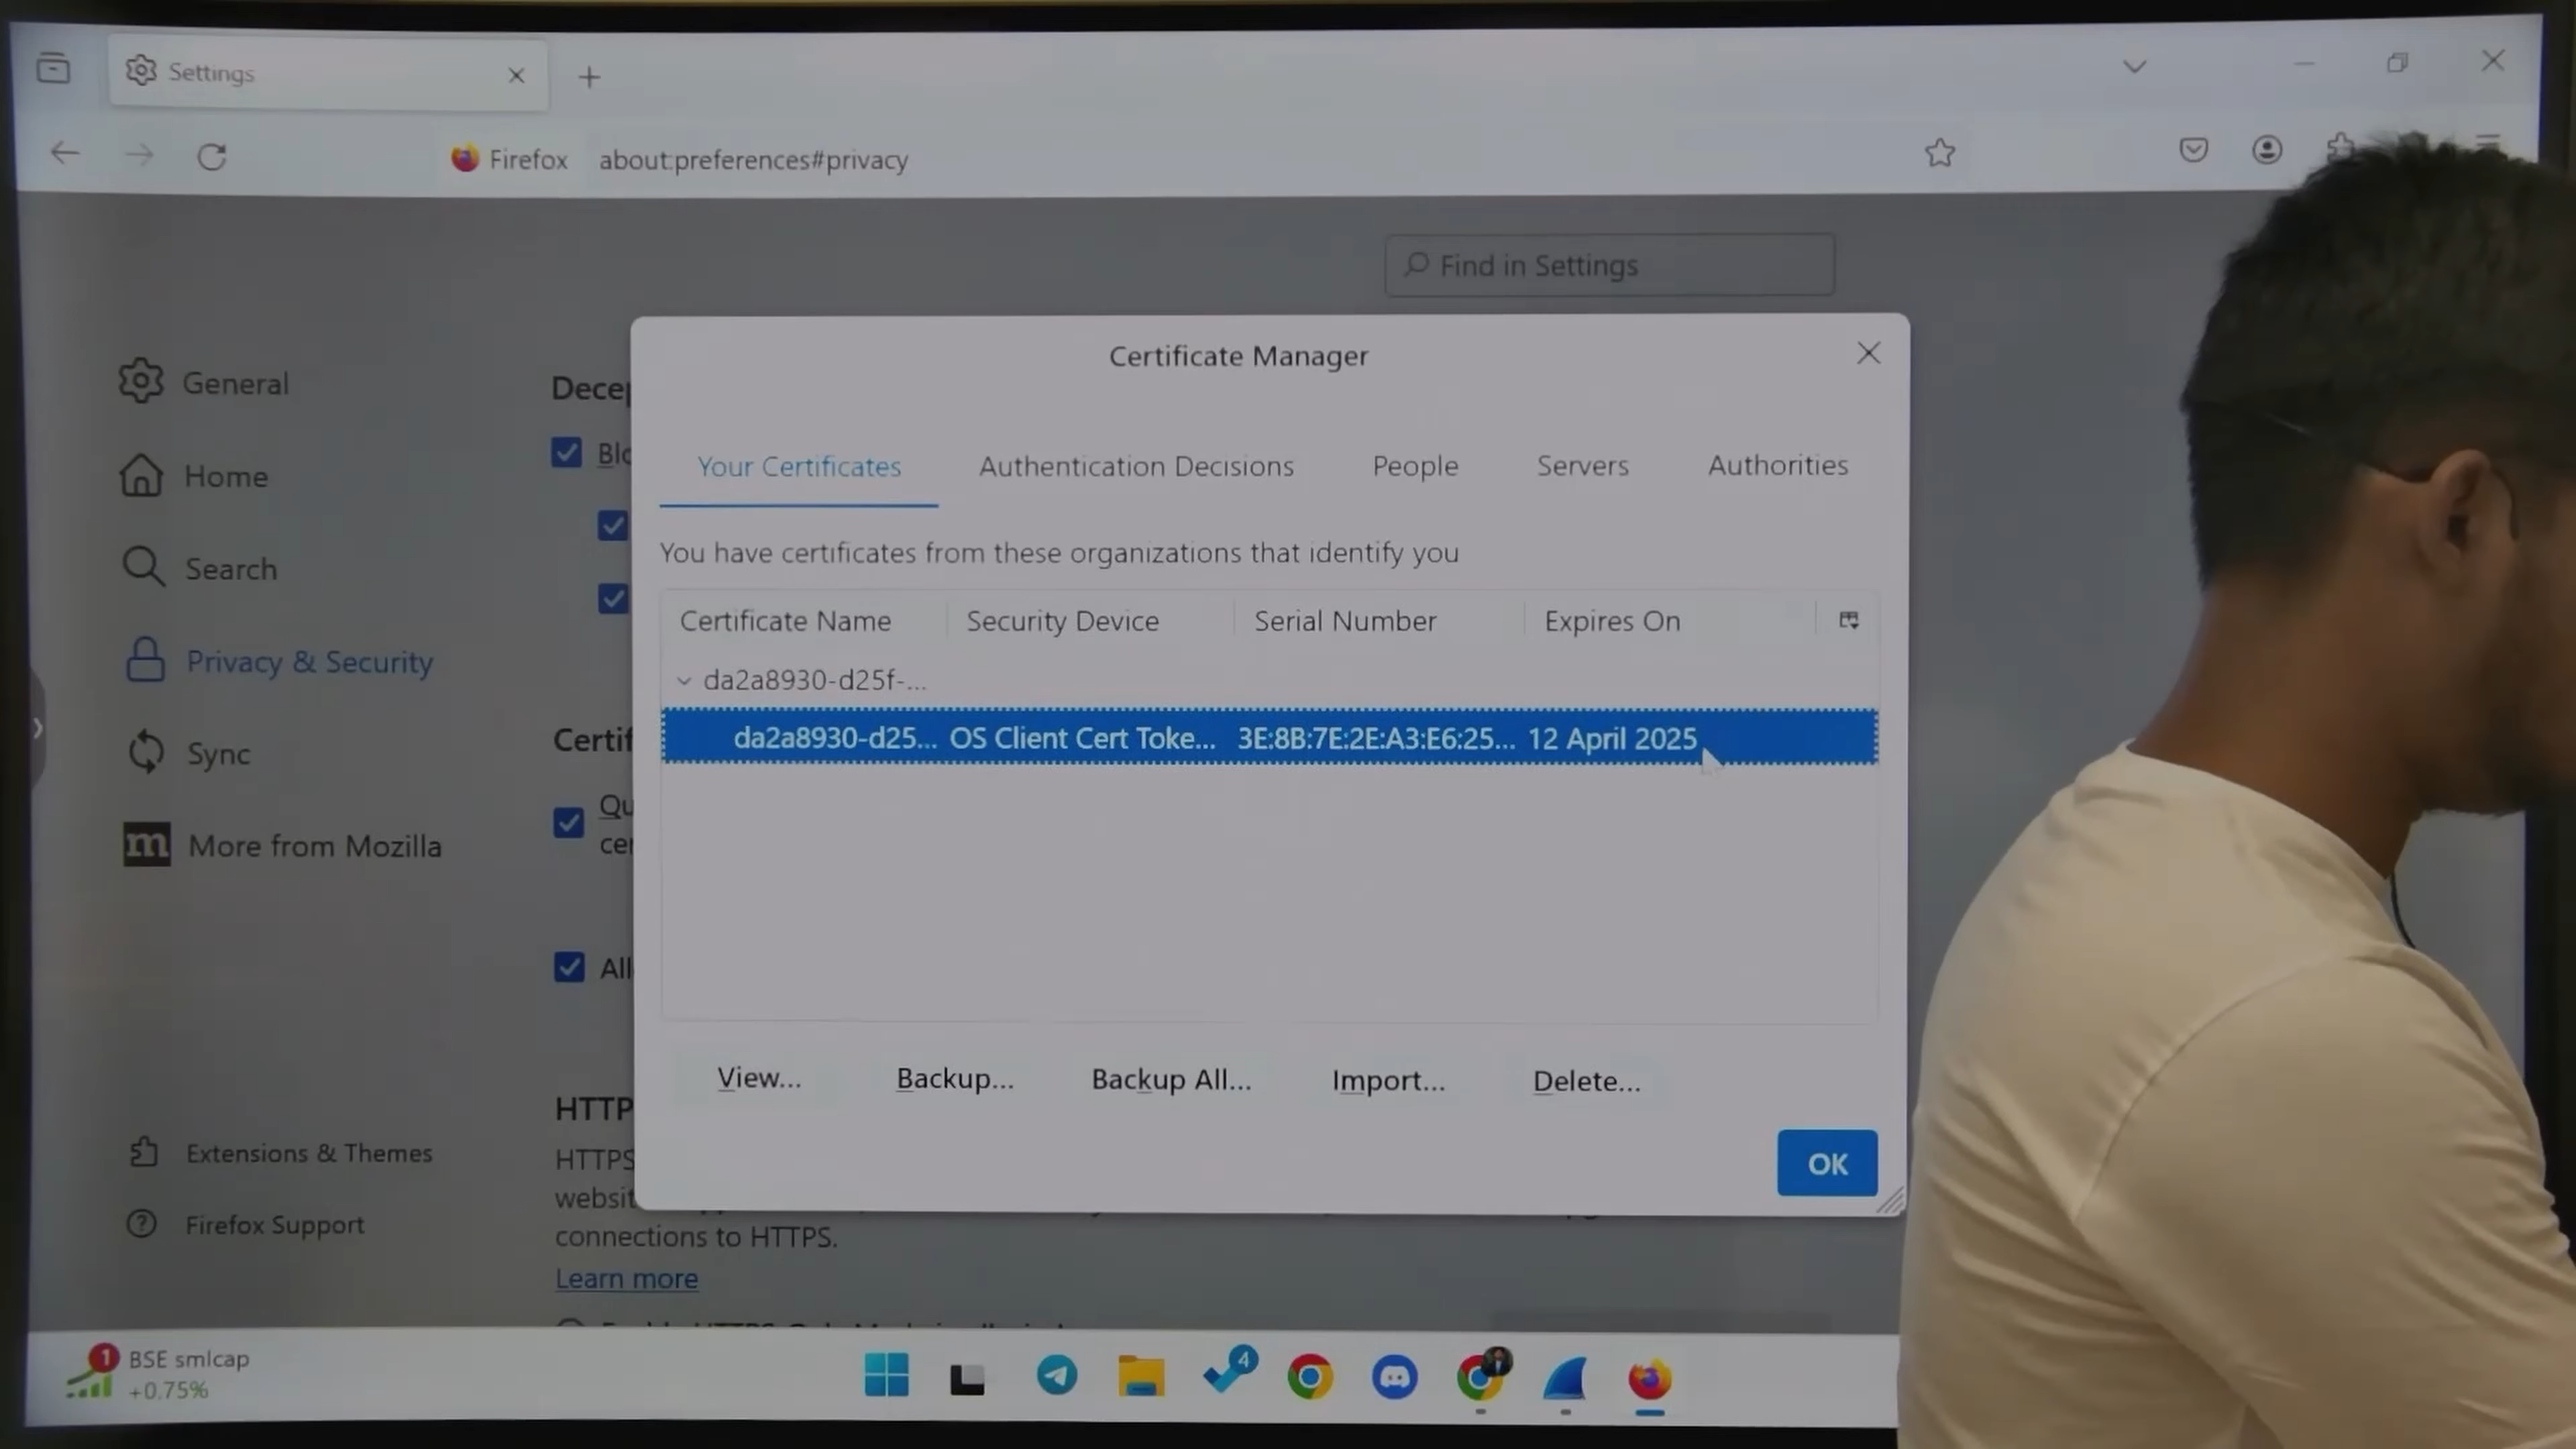 Settings
Firefox about:preferences#privacy
Find in Settings
General
Home
Search
Privacy & Security
Sync
More from Mozilla
Extensions & Themes
Firefox Support
Certificate Manager
Your Certificates Authentication Decisions People Servers Authorities
You have certificates from these organizations that identify you
Certificate Name Security Device Serial Number Expires On
da2a8930-d25f-...
da2a8930-d25... OS Client Cert Toke... 3E:8B:7E:2E:A3:E6:25... 12 April 2025
View... Backup... Backup All... Import... Delete...
OK
HTTP
HTTPS
connections to HTTPS.
Learn more
1
BSE smlcap
+0.75%
4